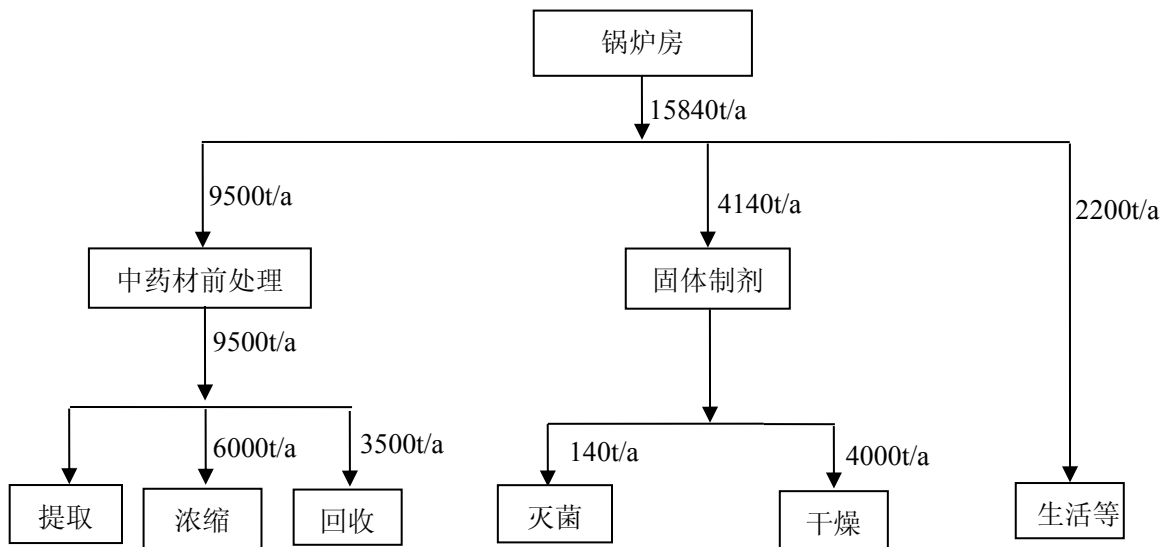 锅炉房
15840t/a
9500t/a
4140t/a
2200t/a
中药材前处理
固体制剂
9500t/a
6000t/a
3500t/a
140t/a
4000t/a
提取
浓缩
回收
灭菌
干燥
生活等